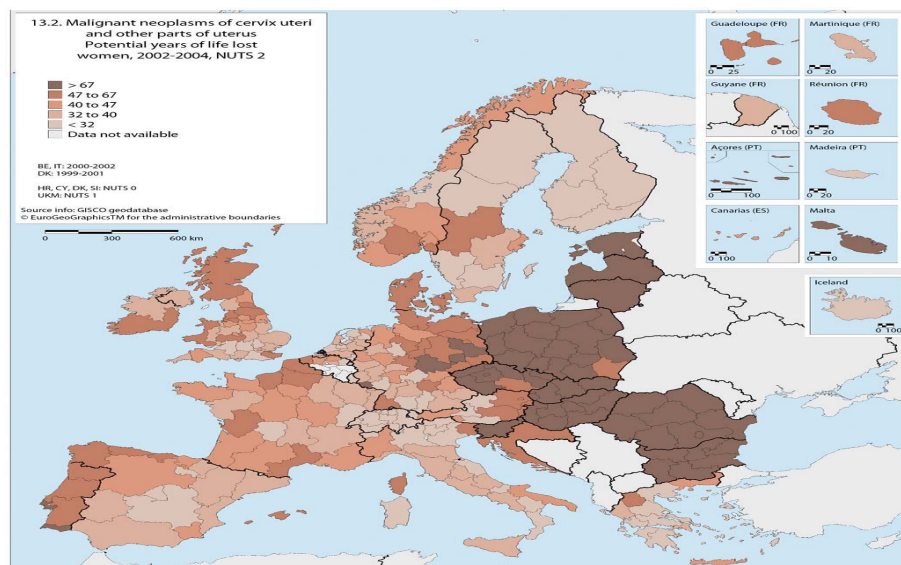 13.2. Malignant neoplasms of cervix uteri
and other parts of uterus
Potential years of life lost
women, 2002-2004, NUTS 2
> 67
47 to 67
40 to 47
32 to 40
< 32
Data not available
BE, IT: 2000-2002
DK: 1999-2001
HR, CY, DK, SI: NUTS 0
UKM: NUTS 1
Source info: GISCO geodatabase
© EuroGeoGraphicsTM for the administrative boundaries
0 300 600 km
Guadeloupe (FR)
0 25
Martinique (FR)
0 20
Guyane (FR)
0 100
Réunion (FR)
0 20
Açores (PT)
0 100
Madeira (PT)
0 20
Canarias (ES)
0 100
Malta
0 10
Iceland
0 100